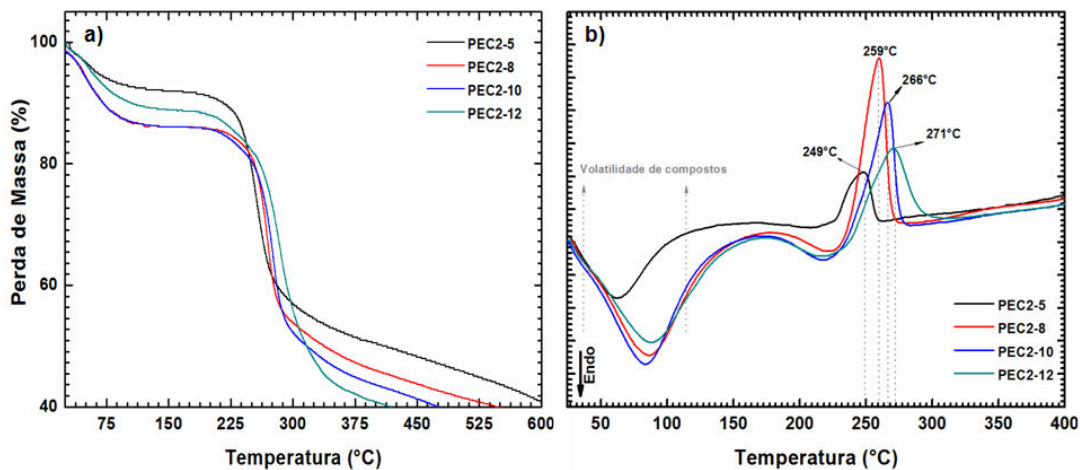 a)
PEC2-5
PEC2-8
PEC2-10
PEC2-12
Perda de Massa (%)
100
80
60
40
75 150 225 300 375 450 525 600
Temperatura (°C)
b)
259°C
266°C
249°C
271°C
Volatilidade de compostos
PEC2-5
PEC2-8
PEC2-10
PEC2-12
Endo
50 100 150 200 250 300 350 400
Temperatura (°C)